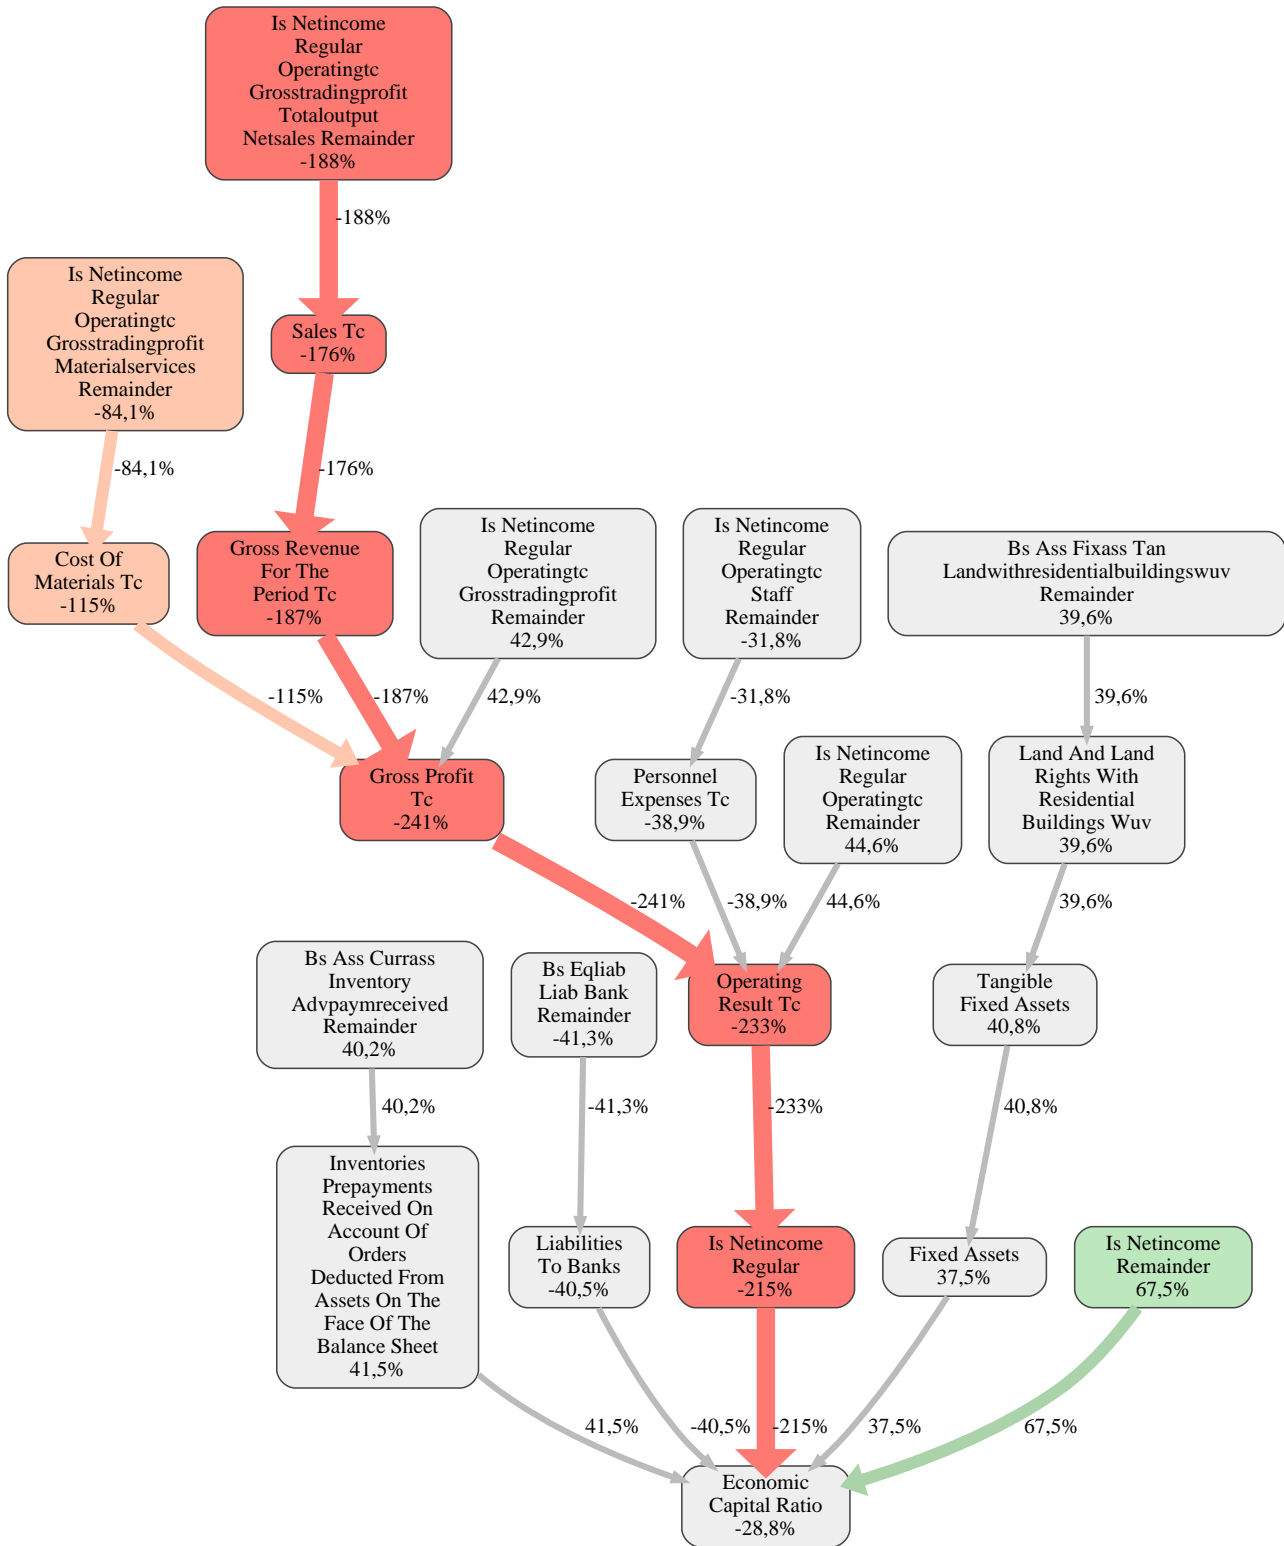 Is Netincome
Regular
Operatingtc
Grosstradingprofit
Totaloutput
Netsales Remainder
-188%
-188%
Is Netincome
Regular
Operatingtc
Grosstradingprofit
Materialservices
Remainder
-84,1%
Sales Tc
-176%
-84,1%
-176%
Cost Of
Materials Tc
-115%
Gross Revenue
For The
Period Tc
-187%
Is Netincome
Regular
Operatingtc
Grosstradingprofit
Remainder
42,9%
Is Netincome
Regular
Operatingtc
Staff
Remainder
-31,8%
Bs Ass Fixass Tan
Landwithresidentialbuildingswuv
Remainder
39,6%
-115%
-187%
42,9%
-31,8%
39,6%
Gross Profit
Tc
-241%
Personnel
Expenses Tc
-38,9%
Is Netincome
Regular
Operatingtc
Remainder
44,6%
Land And Land
Rights With
Residential
Buildings Wuv
39,6%
-241%
-38,9%
44,6%
39,6%
Bs Ass Currass
Inventory
Advpaymreceived
Remainder
40,2%
Bs Eqliab
Liab Bank
Remainder
-41,3%
Operating
Result Tc
-233%
Tangible
Fixed Assets
40,8%
40,2%
-41,3%
-233%
40,8%
Inventories
Prepayments
Received On
Account Of
Orders
Deducted From
Assets On The
Face Of The
Balance Sheet
41,5%
Liabilities
To Banks
-40,5%
Is Netincome
Regular
-215%
Fixed Assets
37,5%
Is Netincome
Remainder
67,5%
41,5%
-40,5%
-215%
37,5%
67,5%
Economic
Capital Ratio
-28,8%